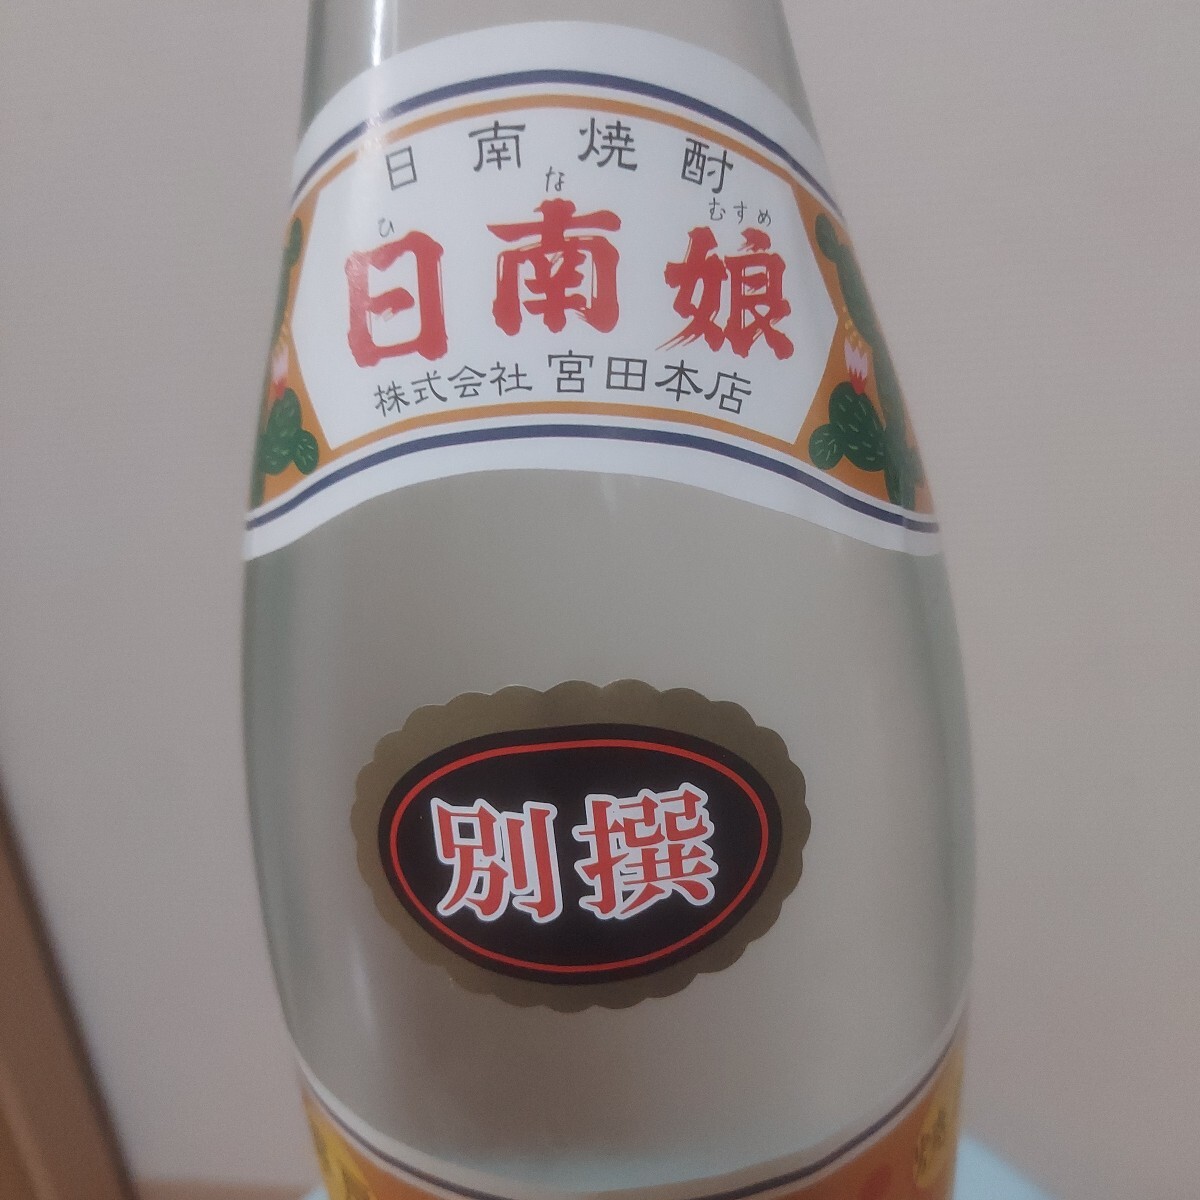 日南焼酎
ひ な むすめ
日南娘
株式会社 宮田本店
別撰